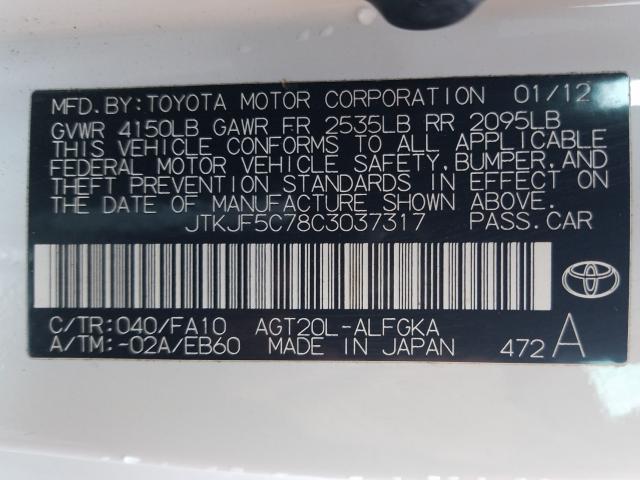 MFD. BY: TOYOTA MOTOR CORPORATION 01/12
GVWR 4150LB GAWR FR 2535LB RR 2095LB
THIS VEHICLE CONFORMS TO ALL APPLICABLE
FEDERAL MOTOR VEHICLE SAFETY, BUMPER, AND
THEFT PREVENTION STANDARDS IN EFFECT ON
THE DATE OF MANUFACTURE SHOWN ABOVE.
JTKJF5C78C3037317 PASS. CAR
C/TR: 040/FA10 AGT20L-ALFGKA
A/TM: -02A/EB60 MADE IN JAPAN 472 A